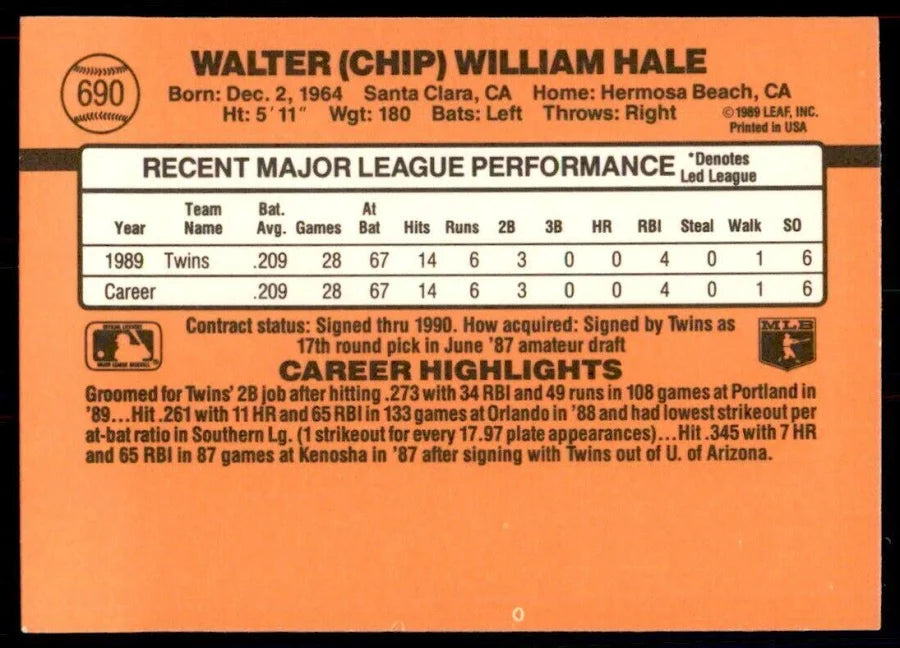 690
WALTER (CHIP) WILLIAM HALE
Born: Dec. 2, 1964 Santa Clara, CA Home: Hermosa Beach, CA
Ht: 5'11" Wgt: 180 Bats: Left Throws: Right
©1989 LEAF, INC.
Printed in USA
RECENT MAJOR LEAGUE PERFORMANCE *Denotes Led League
Year Team Name Bat. Avg. Games At Bat Hits Runs 2B 3B HR RBI Steal Walk SO
1989 Twins .209 28 67 14 6 3 0 0 4 0 1 6
Career .209 28 67 14 6 3 0 0 4 0 1 6
Contract status: Signed thru 1990. How acquired: Signed by Twins as
17th round pick in June '87 amateur draft
MLB
CAREER HIGHLIGHTS
Groomed for Twins' 2B job after hitting .273 with 34 RBI and 49 runs in 108 games at Portland in
'89...Hit .261 with 11 HR and 65 RBI in 133 games at Orlando in '88 and had lowest strikeout per
at-bat ratio in Southern Lg. (1 strikeout for every 17.97 plate appearances)...Hit .345 with 7 HR
and 65 RBI in 87 games at Kenosha in '87 after signing with Twins out of U. of Arizona.